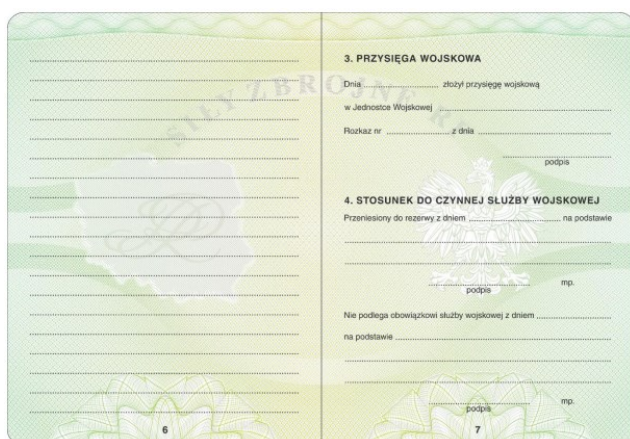 SIŁY ZBROJNE R
3. PRZYSIĘGA WOJSKOWA
Dnia ........................ złożył przysięgę wojskową
w Jednostce Wojskowej ........................
Rozkaz nr ........................ z dnia ........................
podpis
4. STOSUNEK DO CZYNNEJ SŁUŻBY WOJSKOWEJ
Przeniesiony do rezerwy z dniem ........................ na podstawie
mp.
podpis
Nie podlega obowiązkowi służby wojskowej z dniem ........................
na podstawie ........................
mp.
podpis
6
7